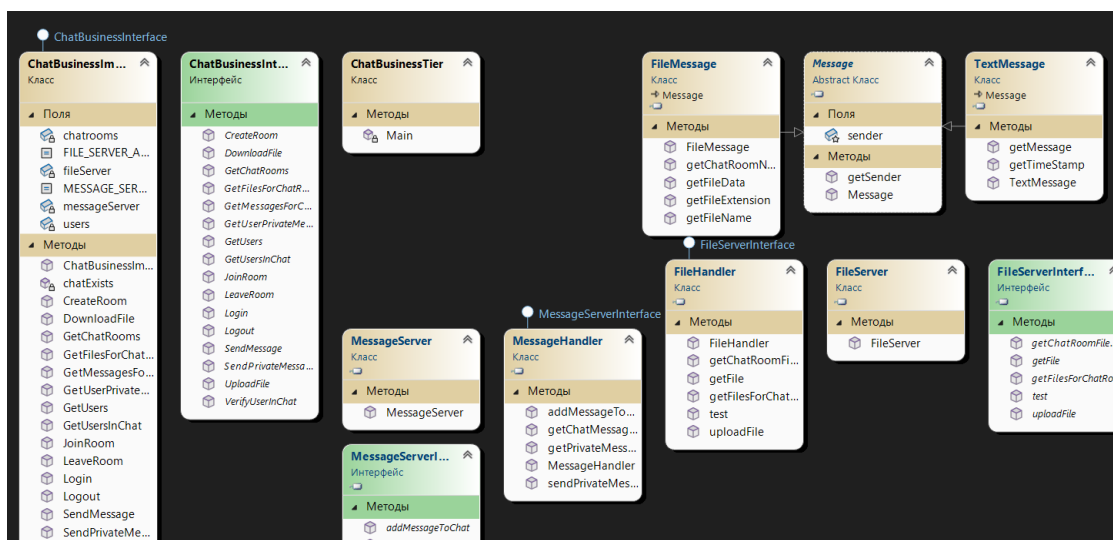 ChatBusinessInterface
ChatBusinessIm...
Класс
Поля
chatrooms
FILE_SERVER_A...
fileServer
MESSAGE_SER...
messageServer
users
Методы
ChatBusinessIm...
chatExists
CreateRoom
DownloadFile
GetChatRooms
GetFilesForChat...
GetMessagesFo...
GetUserPrivate...
GetUsers
GetUsersInChat
JoinRoom
LeaveRoom
Login
Logout
SendMessage
SendPrivateMe...
ChatBusinessInt...
Интерфейс
Методы
CreateRoom
DownloadFile
GetChatRooms
GetFilesForChatR...
GetMessagesForC...
GetUserPrivateMe...
GetUsers
GetUsersInChat
JoinRoom
LeaveRoom
Login
Logout
SendMessage
SendPrivateMessa...
UploadFile
VerifyUserInChat
ChatBusinessTier
Класс
Методы
Main
MessageServer
Класс
Методы
MessageServer
MessageServerI...
Интерфейс
Методы
addMessageToChat
MessageServerInterface
MessageHandler
Класс
Методы
addMessageTo...
getChatMessag...
getPrivateMess...
MessageHandler
sendPrivateMes...
FileMessage
Класс
Message
Методы
FileMessage
getChatRoomN...
getFileData
getFileExtension
getFileName
Message
Abstract Класс
Поля
sender
Методы
getSender
Message
TextMessage
Класс
Message
Методы
getMessage
getTimeStamp
TextMessage
FileServerInterface
FileHandler
Класс
Методы
FileHandler
getChatRoomFi...
getFile
getFilesForChat...
test
uploadFile
FileServer
Класс
Методы
FileServer
FileServerInterf...
Интерфейс
Методы
getChatRoomFile.
getFile
getFilesForChatRo
test
uploadFile